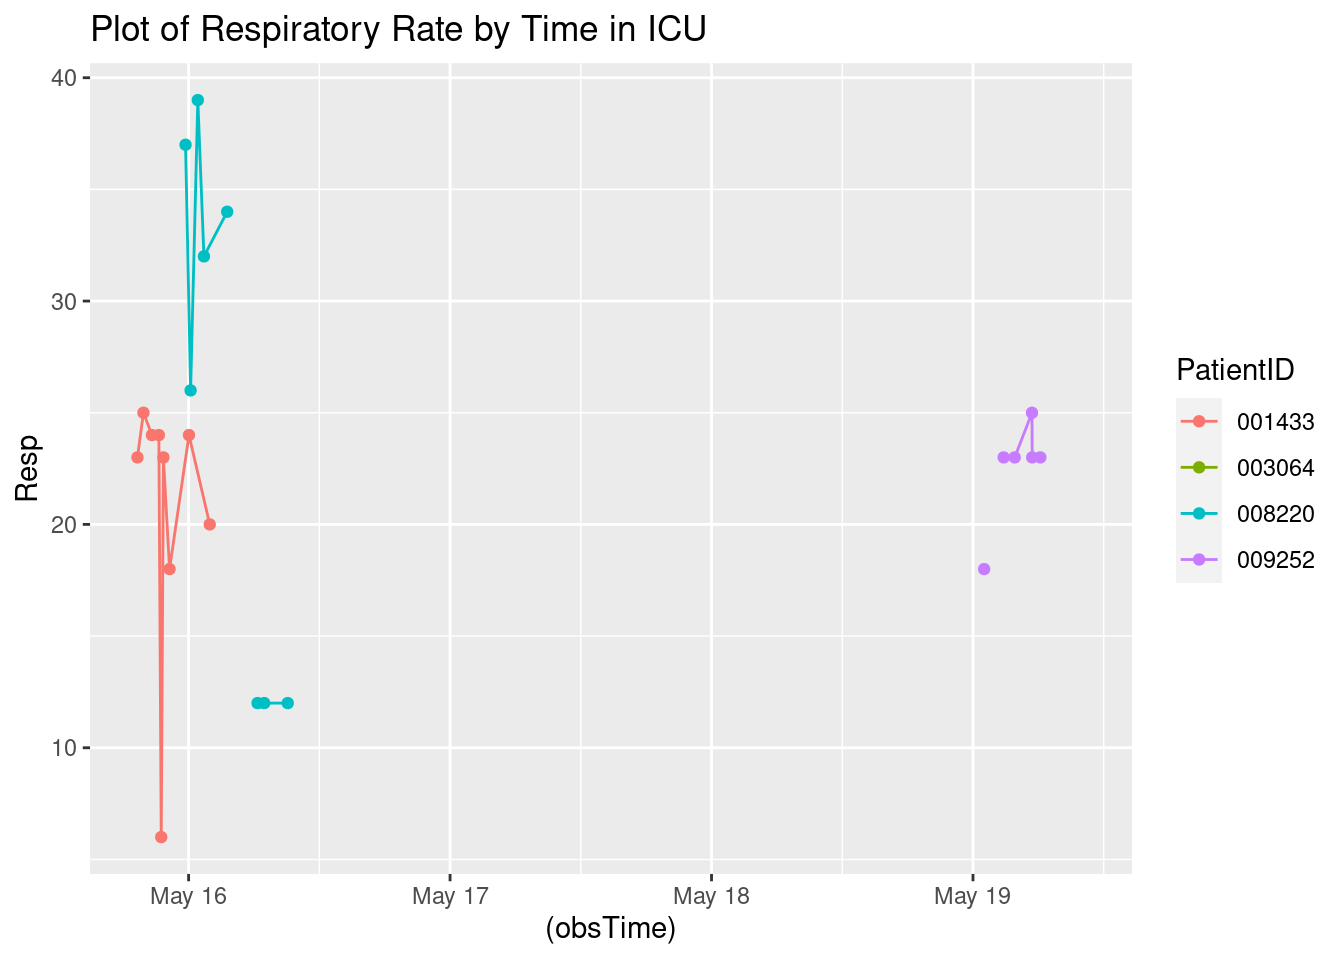 Plot of Respiratory Rate by Time in ICU
40
30
20
10
Resp
May 16
May 17
May 18
May 19
(obsTime)
PatientID
001433
003064
008220
009252